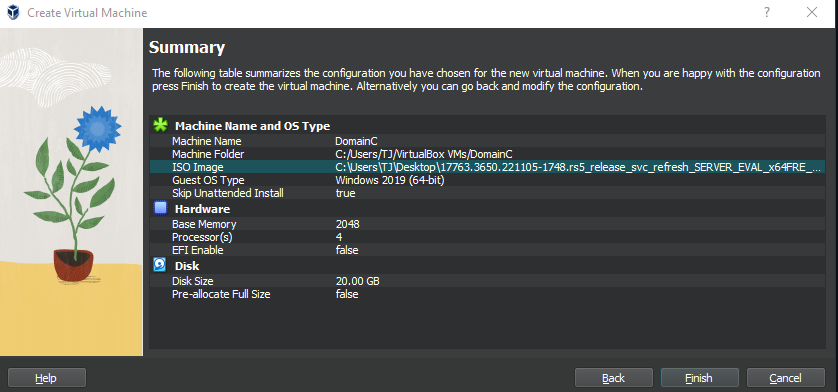 Create Virtual Machine
?
Summary
The following table summarizes the configuration you have chosen for the new virtual machine. When you are happy with the configuration
press Finish to create the virtual machine. Alternatively you can go back and modify the configuration.
Machine Name and OS Type
Machine Name DomainC
Machine Folder C:/Users/TJ/VirtualBox VMs/DomainC
ISO Image C:\Users\TJ\Desktop\17763.3650.221105-1748.rs5_release_svc_refresh_SERVER_EVAL_x64FRE_...
Guest OS Type Windows 2019 (64-bit)
Skip Unattended Install true
Hardware
Base Memory 2048
Processor(s) 4
EFI Enable false
Disk
Disk Size 20.00 GB
Pre-allocate Full Size false
Help Back Finish Cancel